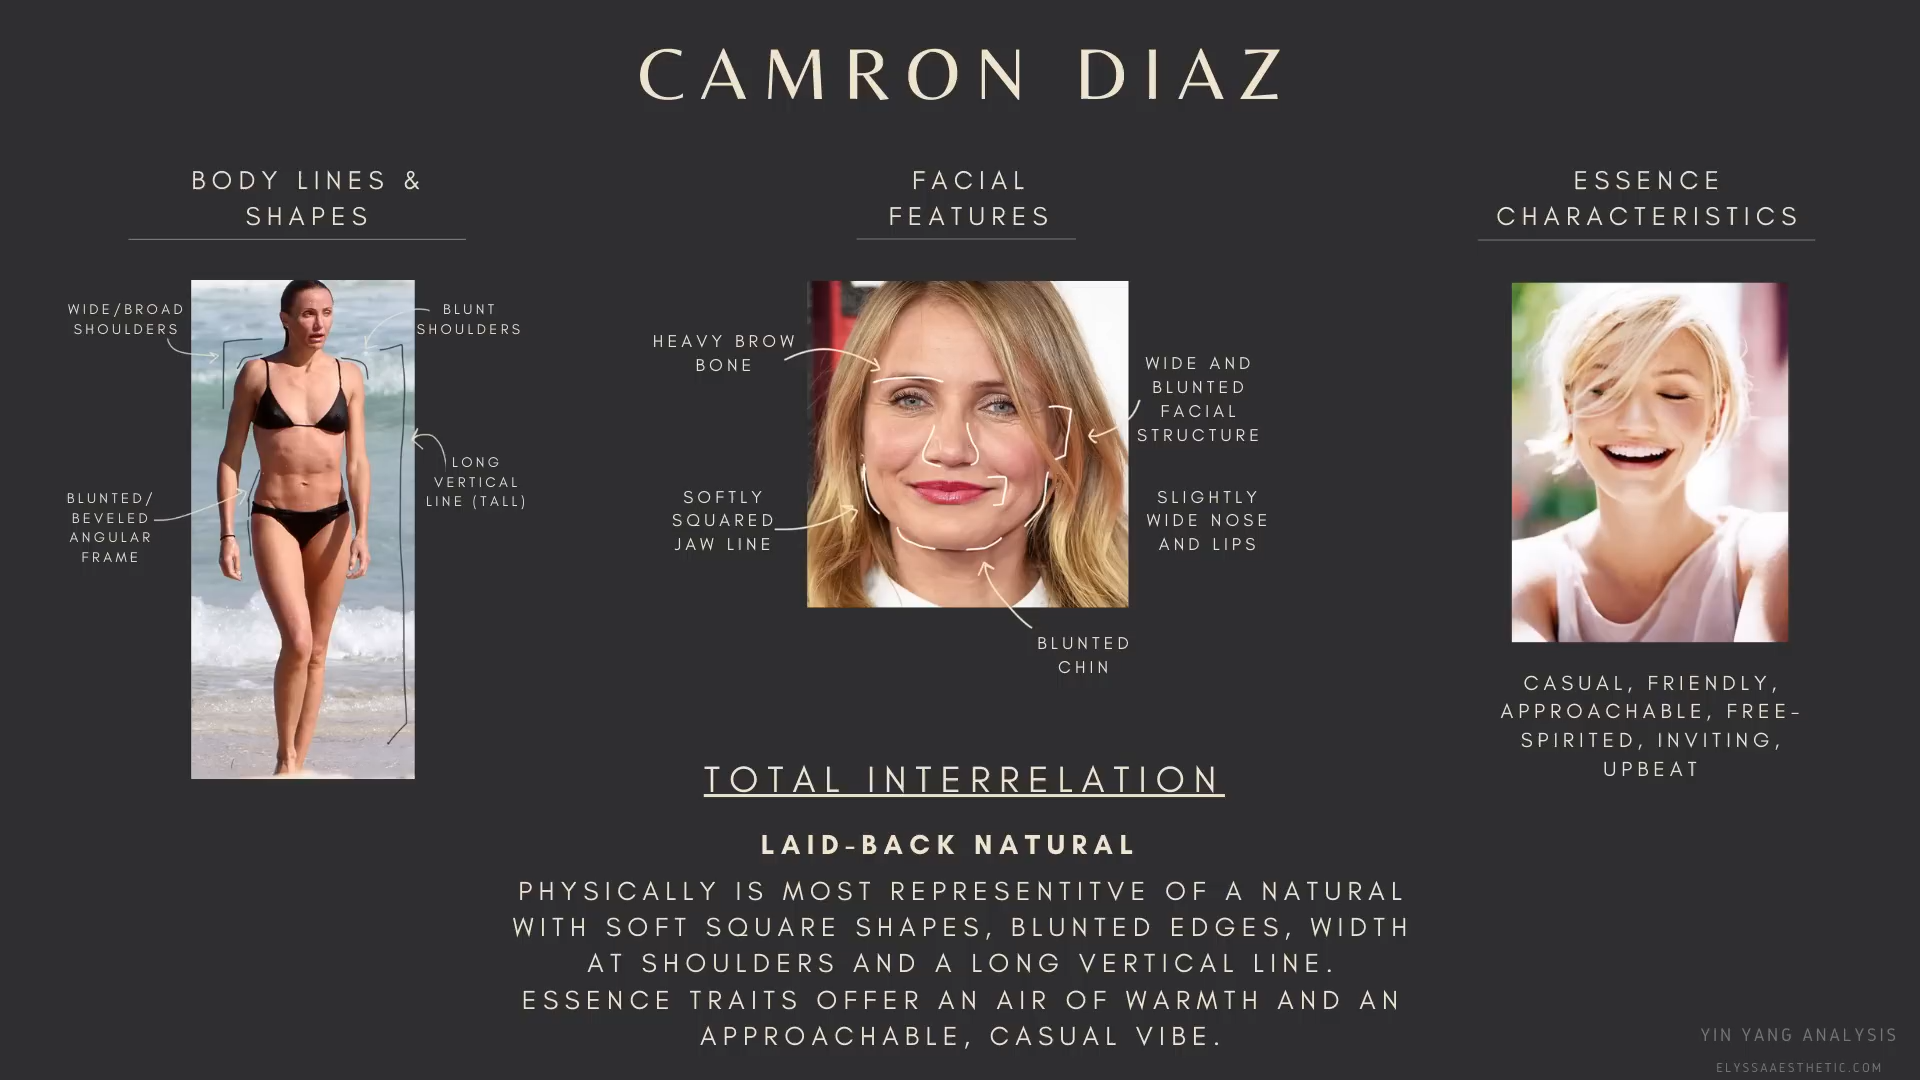 CAMRON DIAZ
BODY LINES &
SHAPES
WIDE/BROAD
SHOULDERS
BLUNT
SHOULDERS
LONG
VERTICAL
LINE (TALL)
BLUNTED/
BEVELED
ANGULAR
FRAME
FACIAL
FEATURES
HEAVY BROW
BONE
WIDE AND
BLUNTED
FACIAL
STRUCTURE
SOFTLY
SQUARED
JAW LINE
SLIGHTLY
WIDE NOSE
AND LIPS
BLUNTED
CHIN
ESSENCE
CHARACTERISTICS
CASUAL, FRIENDLY,
APPROACHABLE, FREE-
SPIRITED, INVITING,
UPBEAT
TOTAL INTERRELATION
LAID-BACK NATURAL
PHYSICALLY IS MOST REPRESENTITVE OF A NATURAL
WITH SOFT SQUARE SHAPES, BLUNTED EDGES, WIDTH
AT SHOULDERS AND A LONG VERTICAL LINE.
ESSENCE TRAITS OFFER AN AIR OF WARMTH AND AN
APPROACHABLE, CASUAL VIBE.
YIN YANG ANALYSIS
ELYSSAAESTHETIC.COM